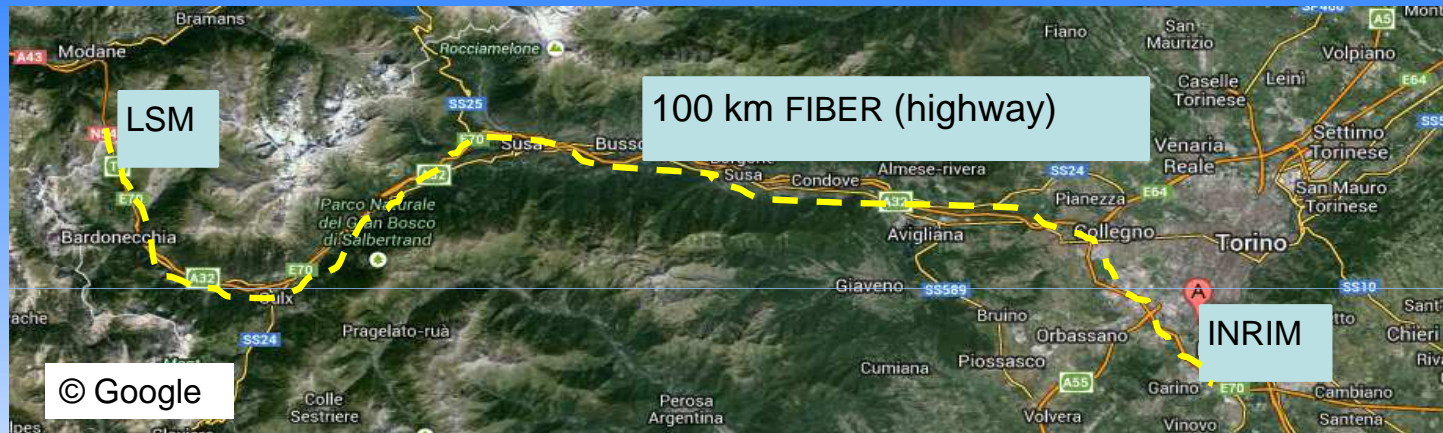 Bramans
Modane
A43
Rocciamelone
Fiano
San
Maurizio
A5
Volpiano
Caselle
Torinese
Leinì
E64
LSM
SS25
100 km FIBER (highway)
Venaria
Reale
Settimo
Torinese
E70
Susa
Condove
Almese-rivera
SS24
E64
San Mauro
Torinese
Susa
A32
Pianezza
E70
Parco Naturale
del Gran Bosco
di Salbertrand
Bardonecchia
Avigliana
Collegno
Torino
A32
E70
Giaveno
SS589
A
SS10
Pragelato-ruà
SS24
Bruino
Orbassano
INRIM
Chieri
Cumiana
Piossasco
© Google
Colle
Sestriere
Perosa
Argentina
A55
Garino
E70
Cambiano
Volvera
Vinovo
Santena